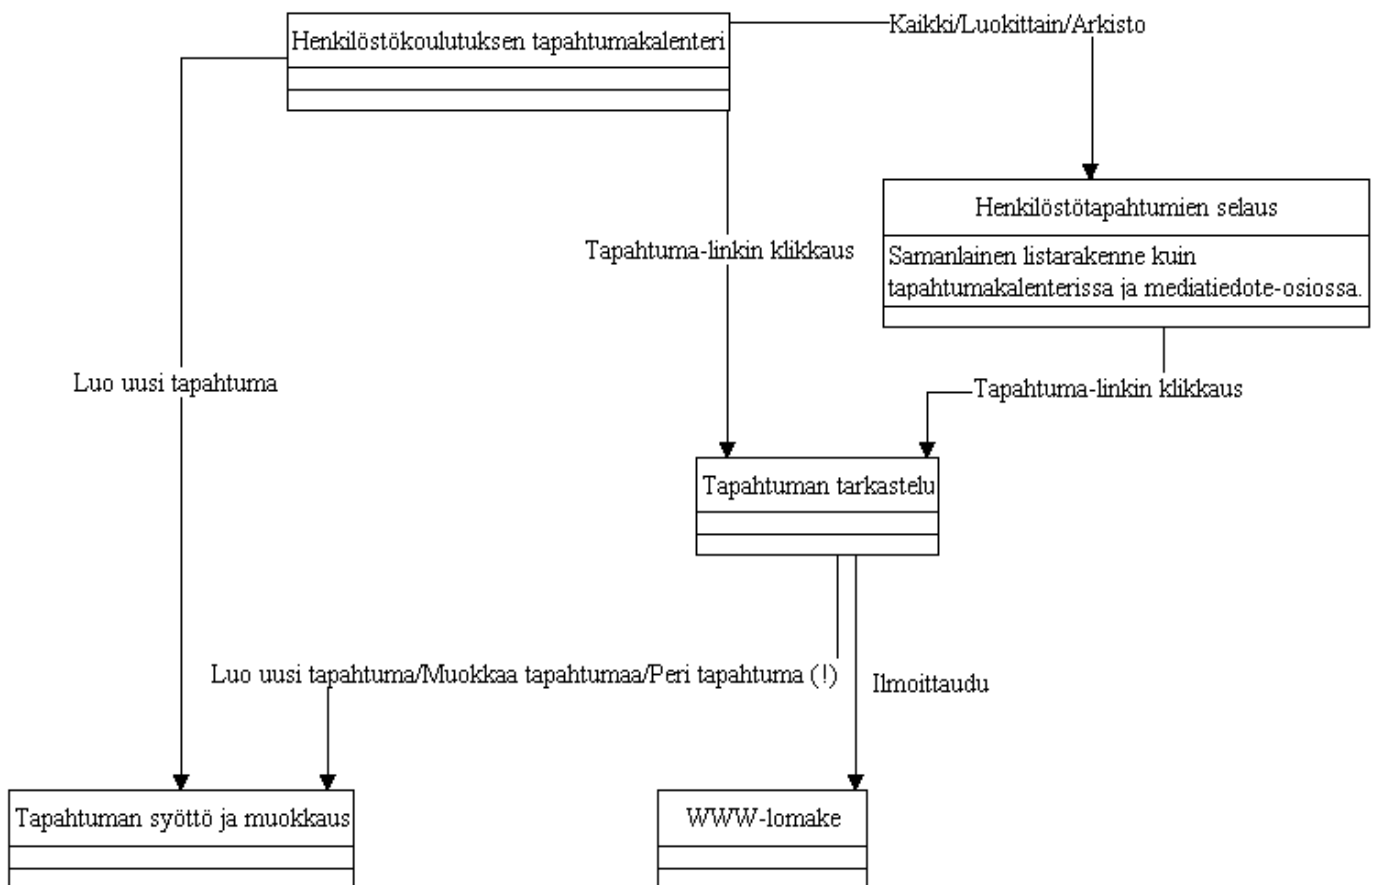 Henkilöstökoulutuksen tapahtumakalenteri
Kaikki/Luokittain/Arkisto
Henkilöstötapahtumien selaus
Samanlainen listarakenne kuin
tapahtumakalenterissa ja mediatiedote-osiossa.
Tapahtuma-linkin klikkaus
Luo uusi tapahtuma
Tapahtuma-linkin klikkaus
Tapahtuman tarkastelu
Luo uusi tapahtuma/Muokkaa tapahtumaa/Peri tapahtuma (!)
Ilmoittaudu
Tapahtuman syöttö ja muokkaus
WWW-lomake